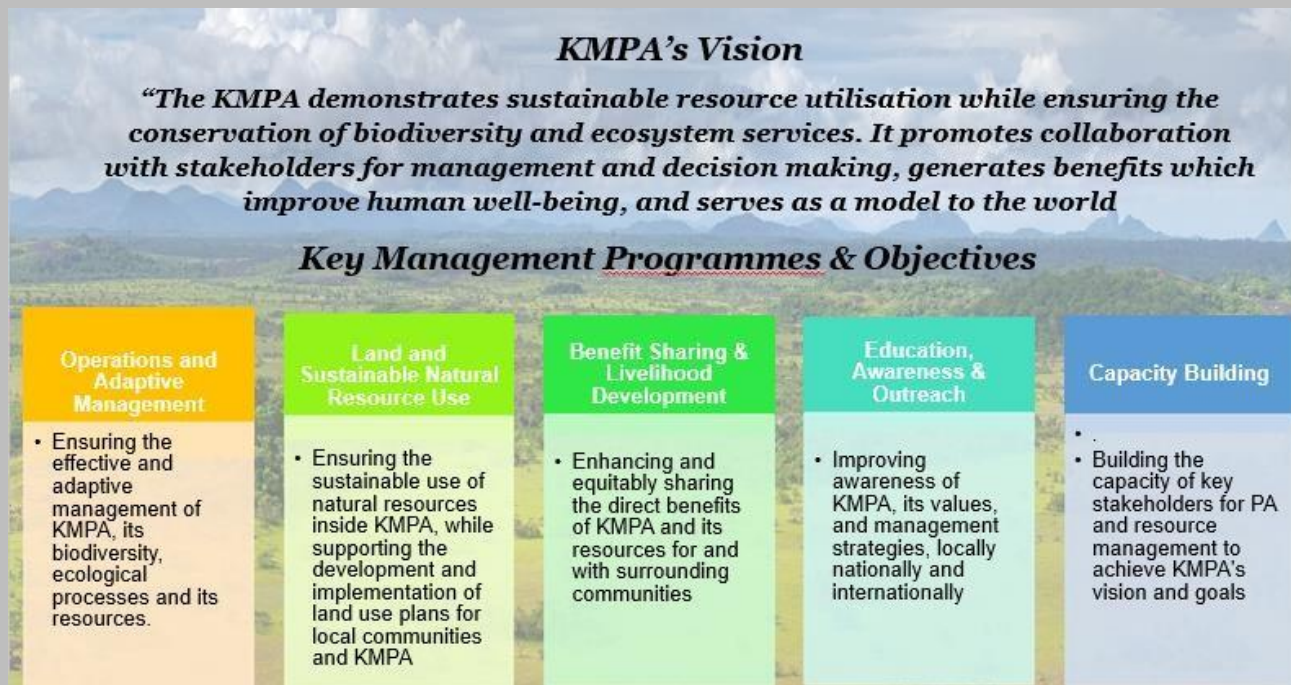 KMPA's Vision
“The KMPA demonstrates sustainable resource utilisation while ensuring the
conservation of biodiversity and ecosystem services. It promotes collaboration
with stakeholders for management and decision making, generates benefits which
improve human well-being, and serves as a model to the world
Key Management Programmes & Objectives
Operations and
Adaptive
Management
• Ensuring the
effective and
adaptive
management of
KMPA, its
biodiversity,
ecological
processes and its
resources.
Land and
Sustainable Natural
Resource Use
• Ensuring the
sustainable use of
natural resources
inside KMPA, while
supporting the
development and
implementation of
land use plans for
local communities
and KMPA
Benefit Sharing &
Livelihood
Development
• Enhancing and
equitably sharing
the direct benefits
of KMPA and its
resources for and
with surrounding
communities
Education,
Awareness &
Outreach
• Improving
awareness of
KMPA, its values,
and management
strategies, locally
nationally and
internationally
Capacity Building
• .
• Building the
capacity of key
stakeholders for PA
and resource
management to
achieve KMPA's
vision and goals